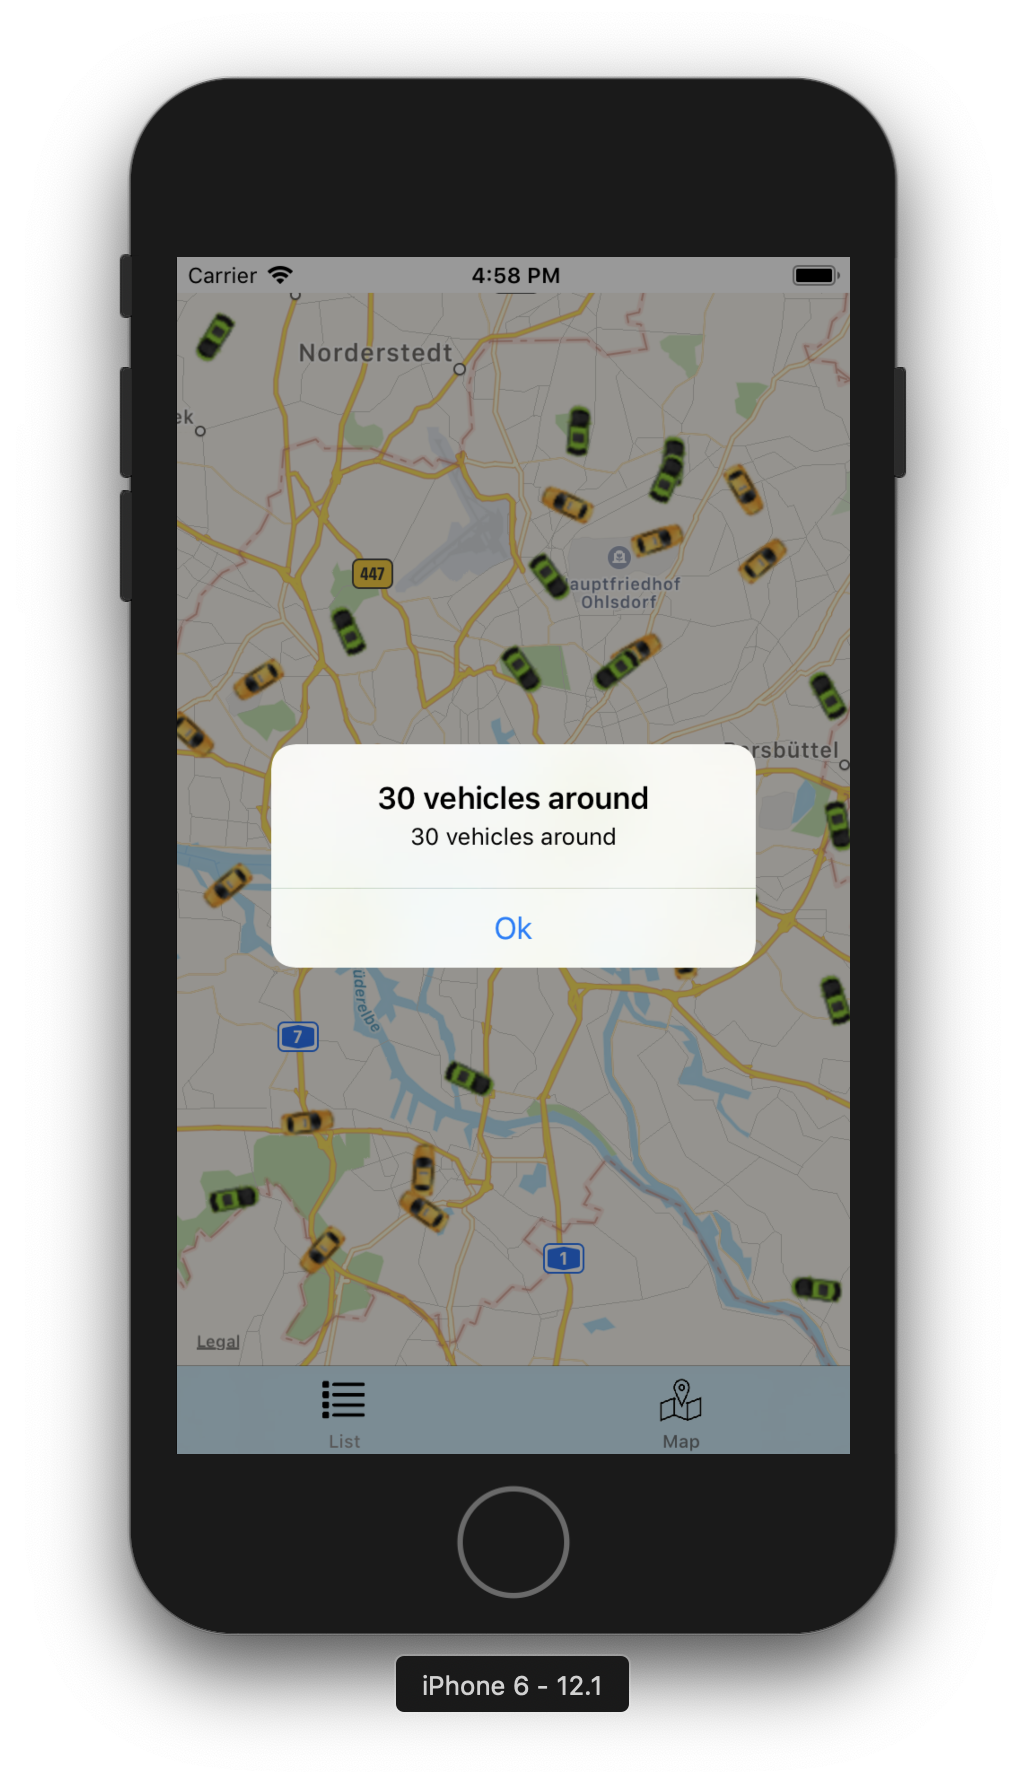 Carrier
4:58 PM
Norderstedt
ek
447
auptfriedhof
Ohlsdorf
rsbüttel
30 vehicles around
30 vehicles around
Ok
üderelbe
7
1
Legal
List
Map
iPhone 6 - 12.1